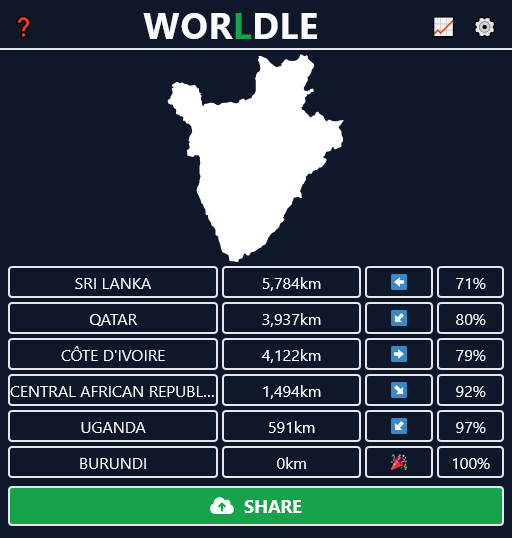 WORLDLE
SRI LANKA 5,784km 71%
QATAR 3,937km 80%
CÔTE D'IVOIRE 4,122km 79%
CENTRAL AFRICAN REPUBL... 1,494km 92%
UGANDA 591km 97%
BURUNDI 0km 100%
SHARE